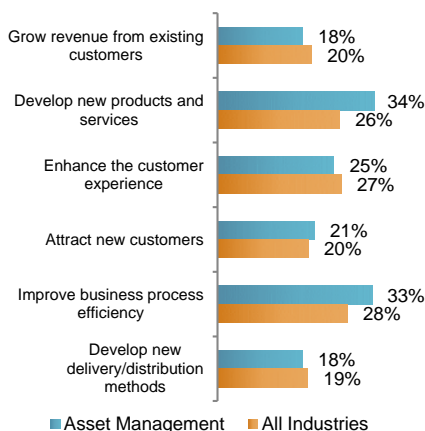 Grow revenue from existing
customers
18%
20%
Develop new products and
services
34%
26%
Enhance the customer
experience
25%
27%
Attract new customers
21%
20%
Improve business process
efficiency
33%
28%
Develop new
delivery/distribution
methods
18%
19%
Asset Management All Industries